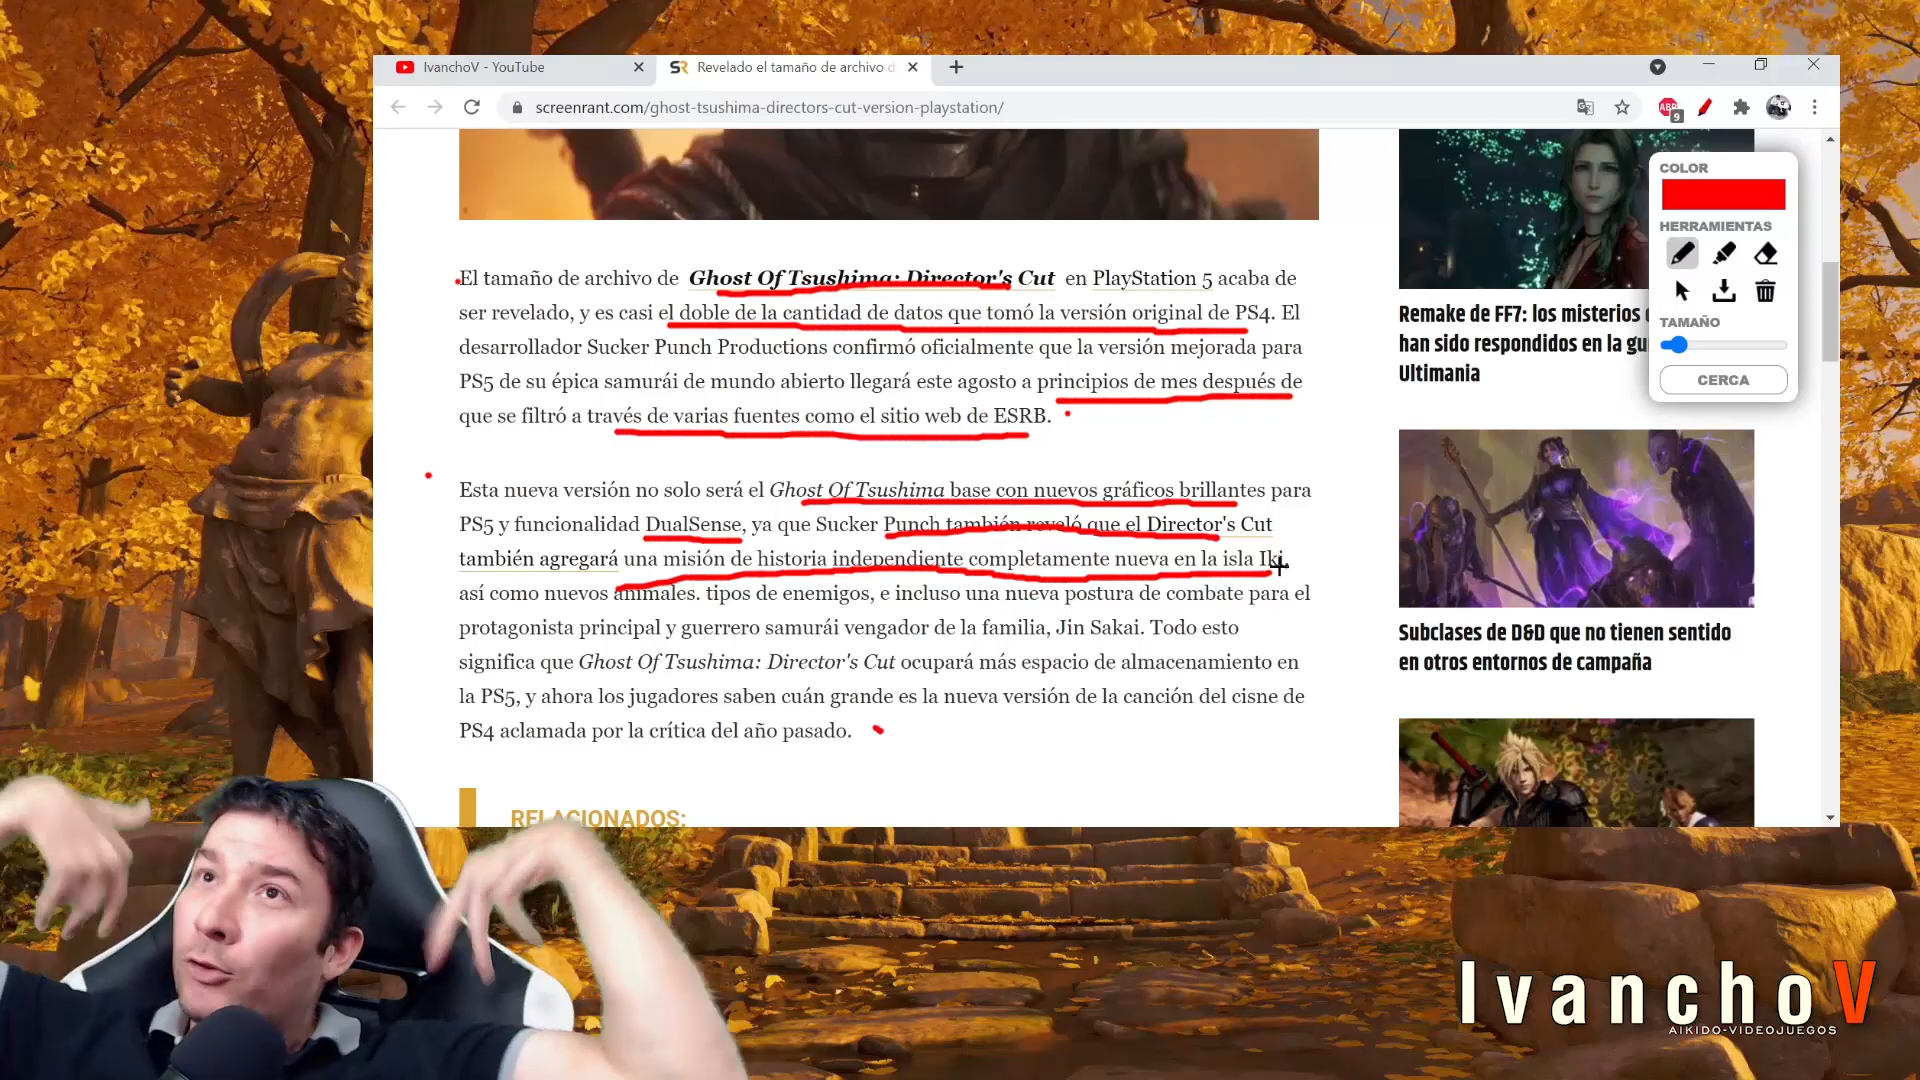 IvanchoV - YouTube
Revelado el tamaño de archivo d
screenrant.com/ghost-tsushima-directors-cut-version-playstation/
ABP
9
COLOR
HERRAMIENTAS
TAMAÑO
CERCA
El tamaño de archivo de Ghost Of Tsushima: Director's Cut en PlayStation 5 acaba de
ser revelado, y es casi el doble de la cantidad de datos que tomó la versión original de PS4. El
desarrollador Sucker Punch Productions confirmó oficialmente que la versión mejorada para
PS5 de su épica samurái de mundo abierto llegará este agosto a principios de mes después de
que se filtró a través de varias fuentes como el sitio web de ESRB.
Esta nueva versión no solo será el Ghost Of Tsushima base con nuevos gráficos brillantes para
PS5 y funcionalidad DualSense, ya que Sucker Punch también reveló que el Director's Cut
también agregará una misión de historia independiente completamente nueva en la isla Iki,
así como nuevos animales. tipos de enemigos, e incluso una nueva postura de combate para el
protagonista principal y guerrero samurái vengador de la familia, Jin Sakai. Todo esto
significa que Ghost Of Tsushima: Director's Cut ocupará más espacio de almacenamiento en
la PS5, y ahora los jugadores saben cuán grande es la nueva versión de la canción del cisne de
PS4 aclamada por la crítica del año pasado.
RELACIONADOS:
Remake de FF7: los misterios
han sido respondidos en la gu
Ultimania
Subclases de D&D que no tienen sentido
en otros entornos de campaña
IvanchoV
AIKIDO-VIDEOJUEGOS